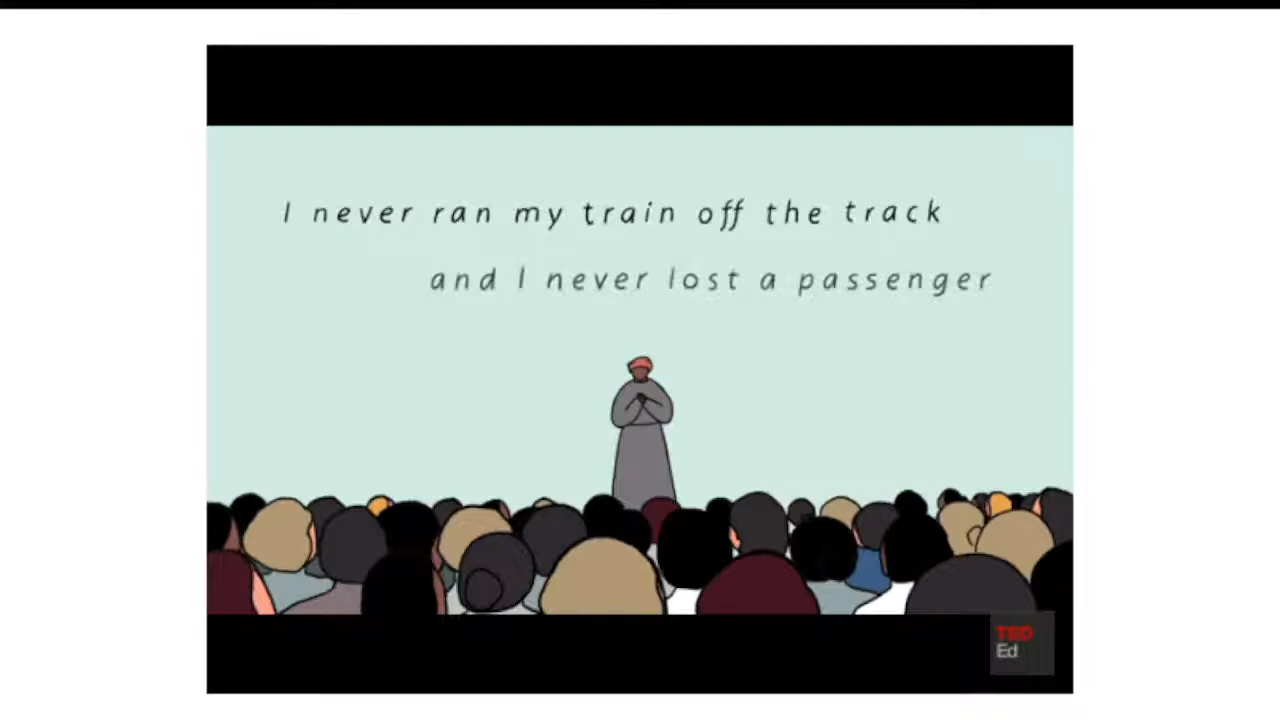 I never ran my train off the track
and I never lost a passenger
TED
Ed